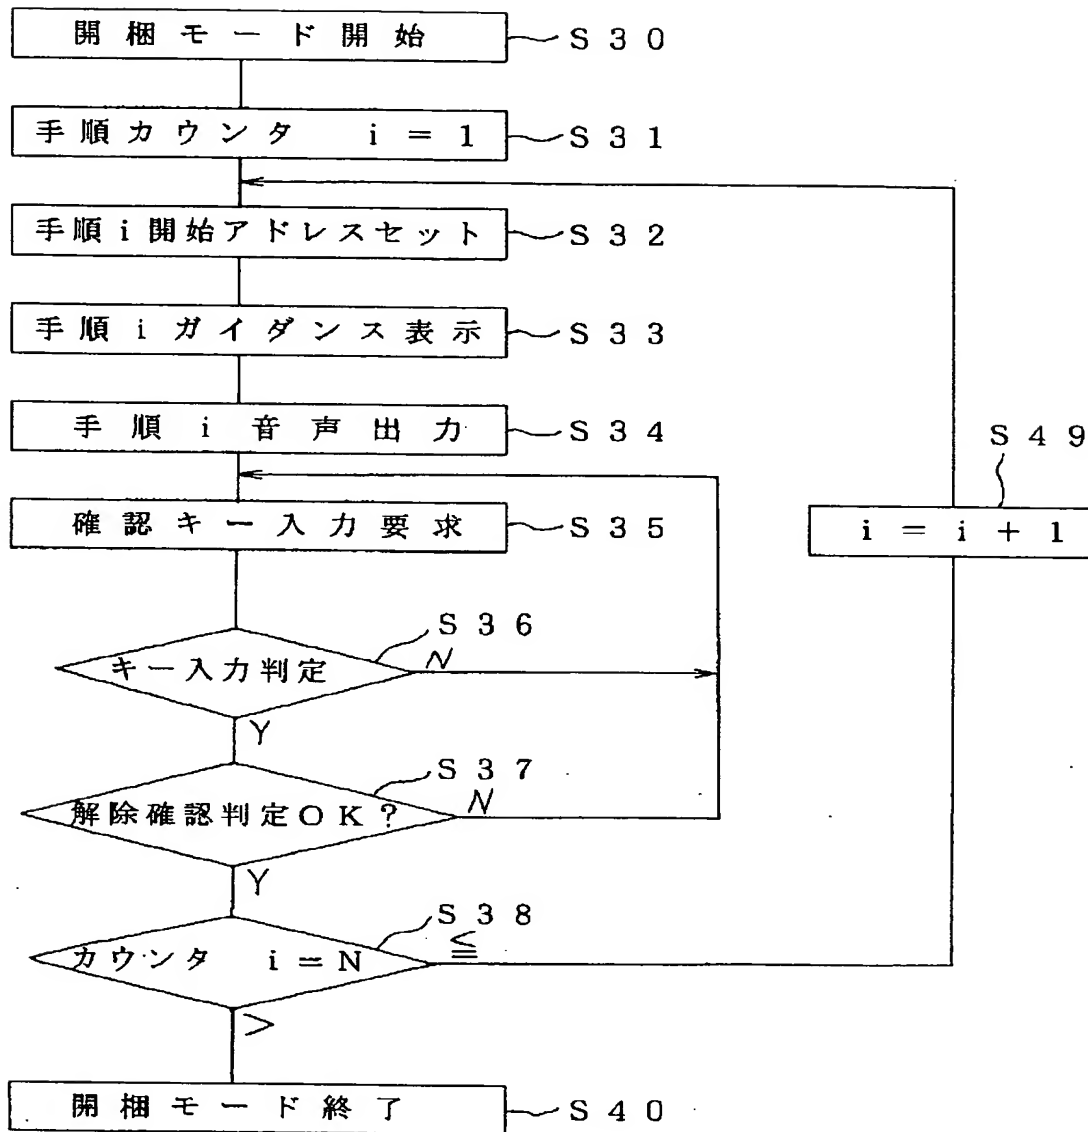 開梱モード開始 S30
手順カウンタ i=1 S31
手順i開始アドレスセット S32
手順iガイダンス表示 S33
手順i音声出力 S34
S49
確認キー入力要求 S35
i=i+1
S36
キー入力判定 N
Y
S37
解除確認判定OK? N
Y
S38
カウンタ i=N ≦
>
開梱モード終了 S40